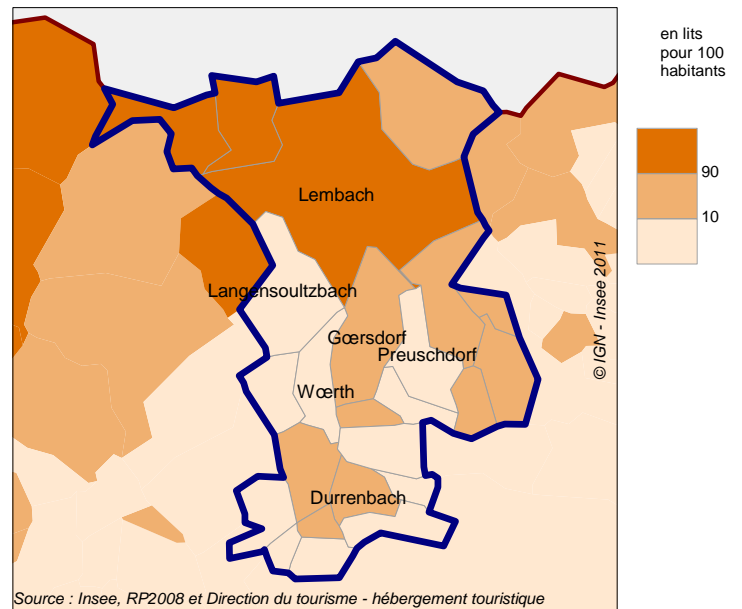 en lits
pour 100
habitants
90
10
Lembach
Langensoultzbach
Gœrsdorf
Preuschdorf
Wœrth
Durrenbach
© IGN - Insee 2011
Source : Insee, RP2008 et Direction du tourisme - hébergement touristique